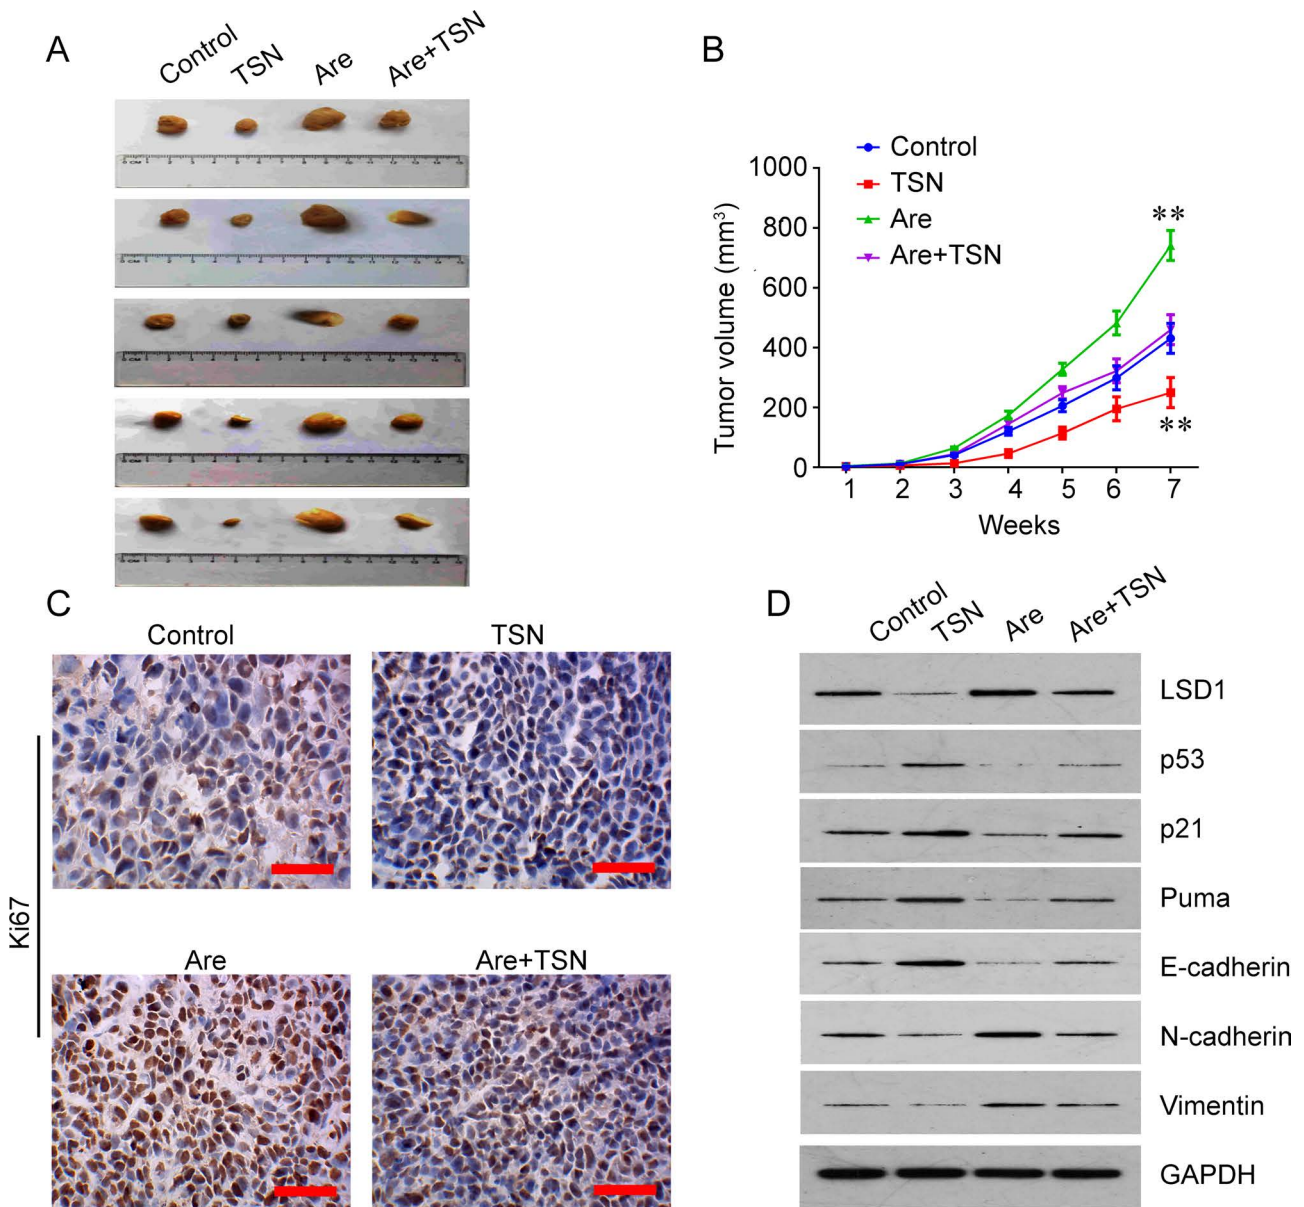 A
Control TSN Are Are+TSN
B
Control
TSN
Are
Are+TSN
Tumor volume (mm³)
1000
800
600
400
200
0
**
**
1 2 3 4 5 6 7
Weeks
C
Control TSN
Ki67
Are Are+TSN
D
Control TSN Are Are+TSN
LSD1
p53
p21
Puma
E-cadherin
N-cadherin
Vimentin
GAPDH